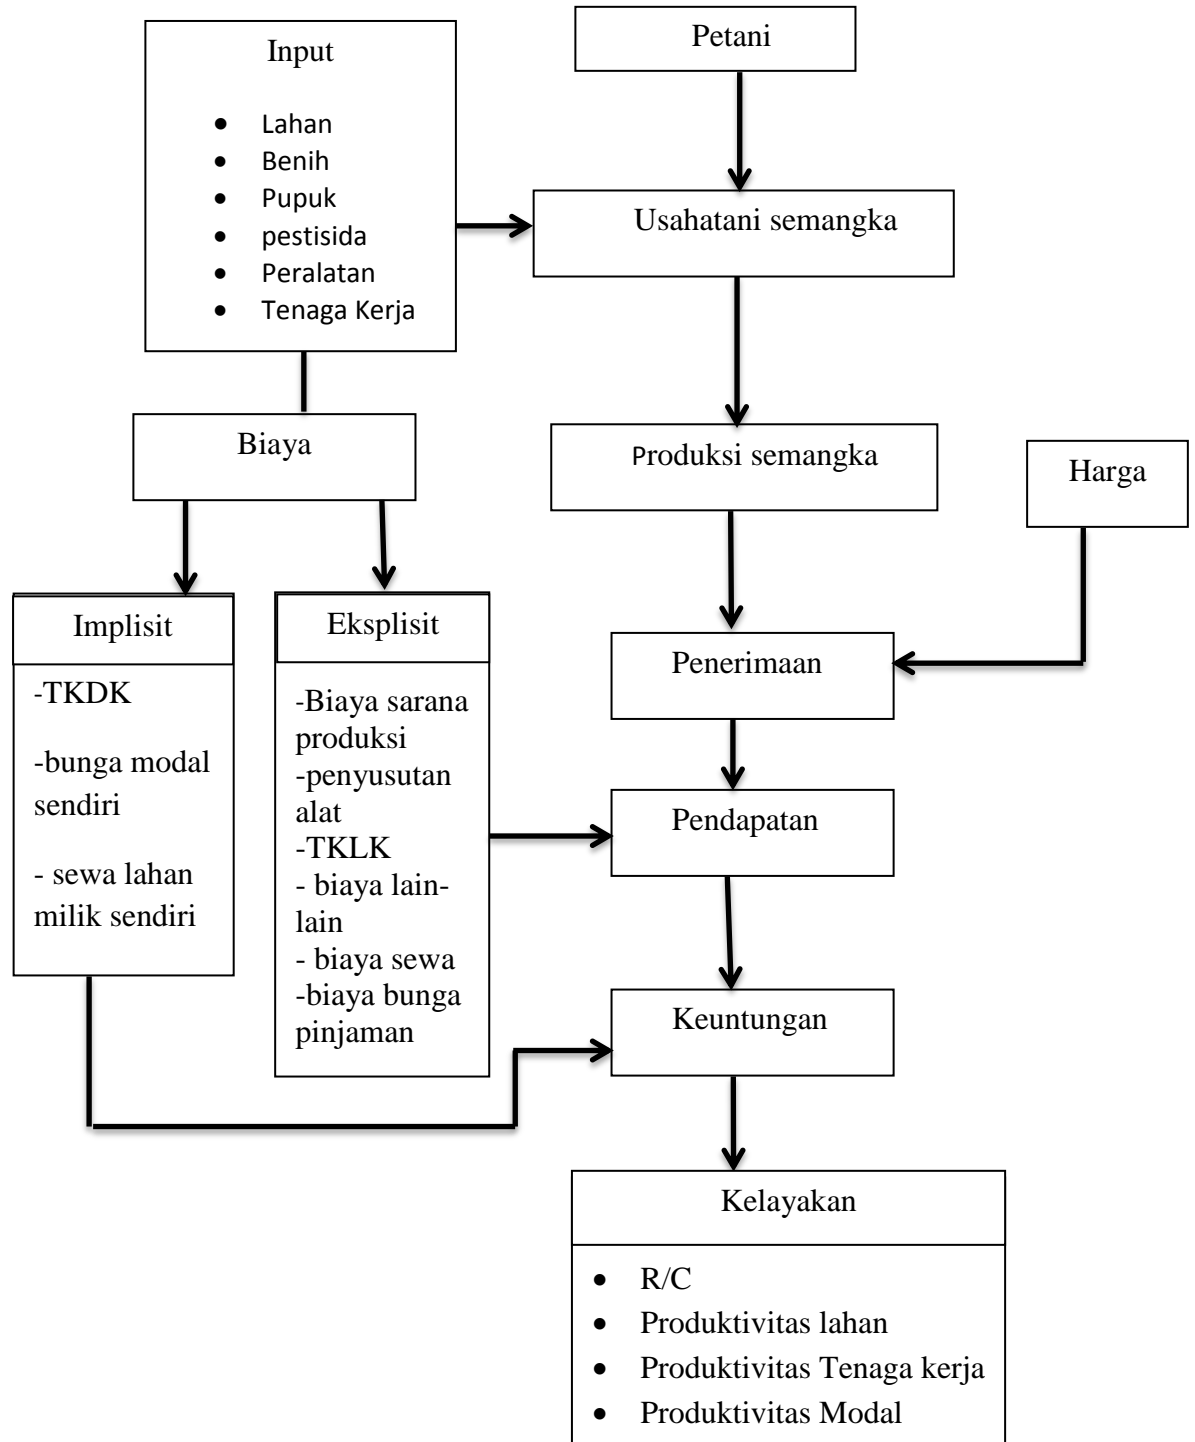 Input
• Lahan
• Benih
• Pupuk
• pestisida
• Peralatan
• Tenaga Kerja
Petani
Usahatani semangka
Biaya
Produksi semangka
Harga
Implisit
-TKDK
-bunga modal
sendiri
- sewa lahan
milik sendiri
Eksplisit
-Biaya sarana
produksi
-penyusutan
alat
-TKLK
- biaya lain-
lain
- biaya sewa
-biaya bunga
pinjaman
Penerimaan
Pendapatan
Keuntungan
Kelayakan
• R/C
• Produktivitas lahan
• Produktivitas Tenaga kerja
• Produktivitas Modal